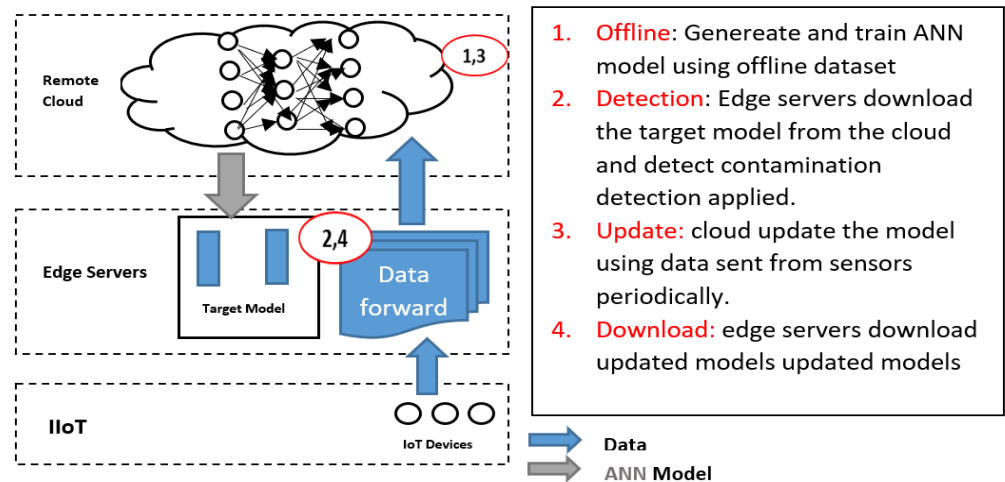 Remote
Cloud
1,3
Edge Servers
2,4
Target Model
Data
forward
IIoT
IoT Devices
1. Offline: Genereate and train ANN
model using offline dataset
2. Detection: Edge servers download
the target model from the cloud
and detect contamination
detection applied.
3. Update: cloud update the model
using data sent from sensors
periodically.
4. Download: edge servers download
updated models updated models
Data
ANN Model